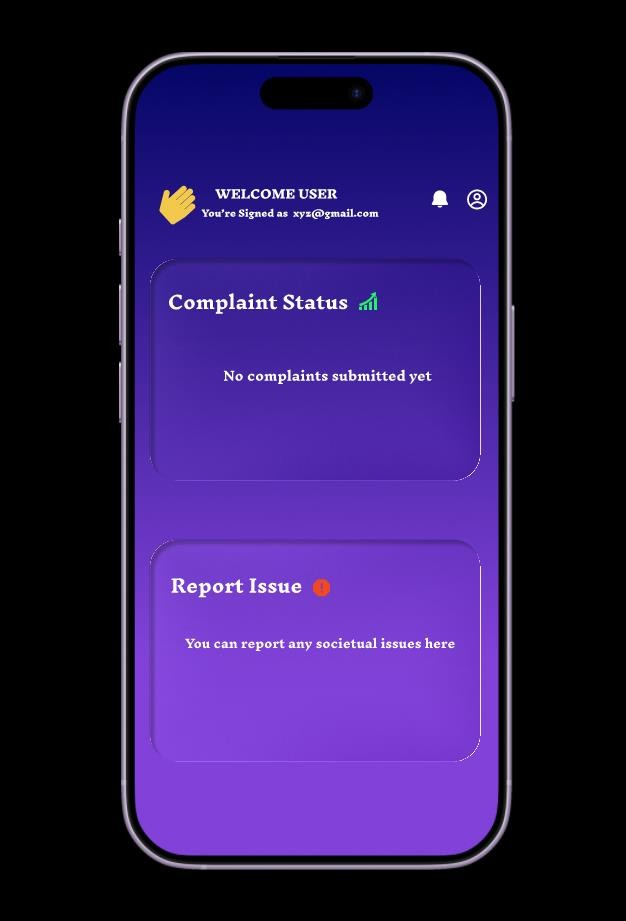 WELCOME USER
You're Signed as xyz@gmail.com
Complaint Status
No complaints submitted yet
Report Issue
You can report any societual issues here